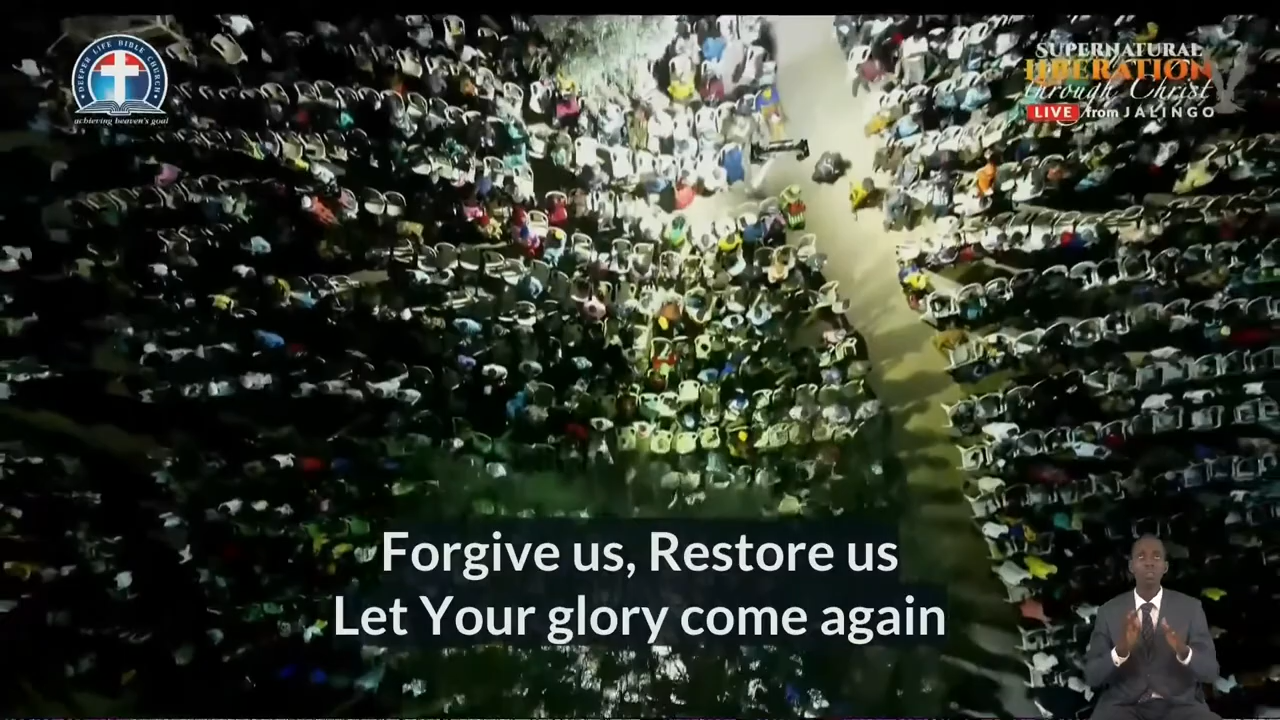 DEEPER LIFE BIBLE CHURCH
achieving heaven's goal
SUPERNATURAL
LIBERATION
through Christ
LIVE from JALINGO
Forgive us, Restore us
Let Your glory come again